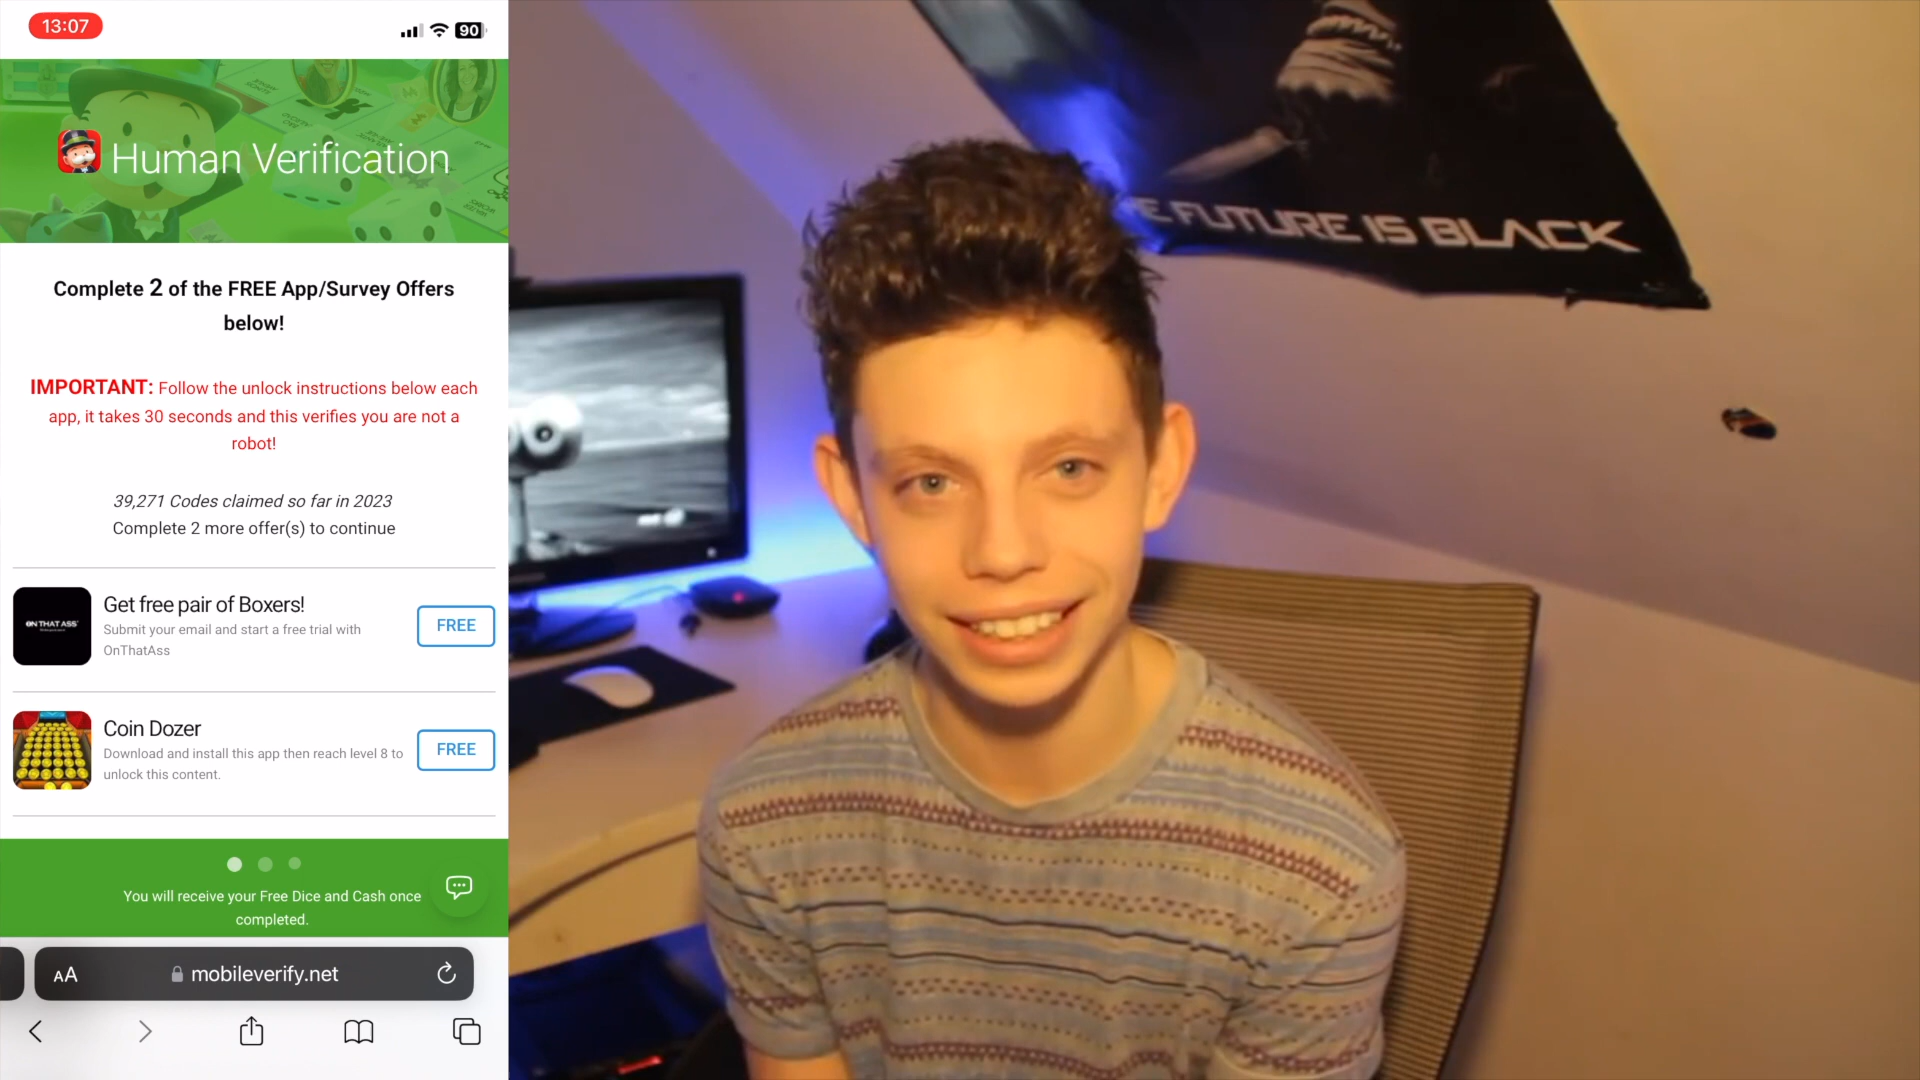 13:07
90
Human Verification
Complete 2 of the FREE App/Survey Offers
below!
IMPORTANT: Follow the unlock instructions below each
app, it takes 30 seconds and this verifies you are not a
robot!
39,271 Codes claimed so far in 2023
Complete 2 more offer(s) to continue
ON THAT ASS
Get free pair of Boxers!
Submit your email and start a free trial with
OnThatAss
FREE
Coin Dozer
Download and install this app then reach level 8 to
unlock this content.
FREE
You will receive your Free Dice and Cash once
completed.
AA
mobileverify.net
E FUTURE IS BLACK